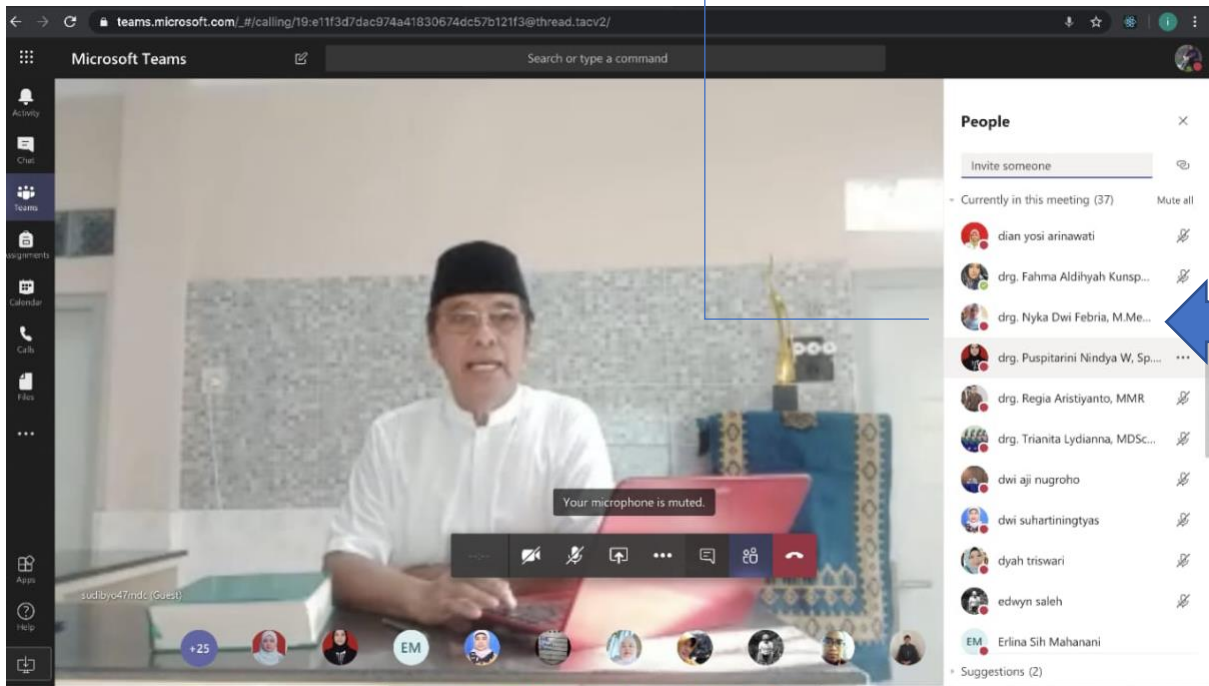 teams.microsoft.com/_#/calling/19:e11f3d7dac974a41830674dc57b121f3@thread.tacv2/
Microsoft Teams
Search or type a command
Activity
Chat
Teams
Assignments
Calendar
Calls
Files
Apps
Help
sudibyo47mdc (Guest)
Your microphone is muted.
--:--
+25
EM
People
Invite someone
Currently in this meeting (37) Mute all
dian yosi arinawati
drg. Fahma Aldihyah Kunsp...
drg. Nyka Dwi Febria, M.Me...
drg. Puspitarini Nindya W, Sp....
drg. Regia Aristiyanto, MMR
drg. Trianita Lydianna, MDSc...
dwi aji nugroho
dwi suhartiningtyas
dyah triswari
edwyn saleh
EM Erlina Sih Mahanani
Suggestions (2)